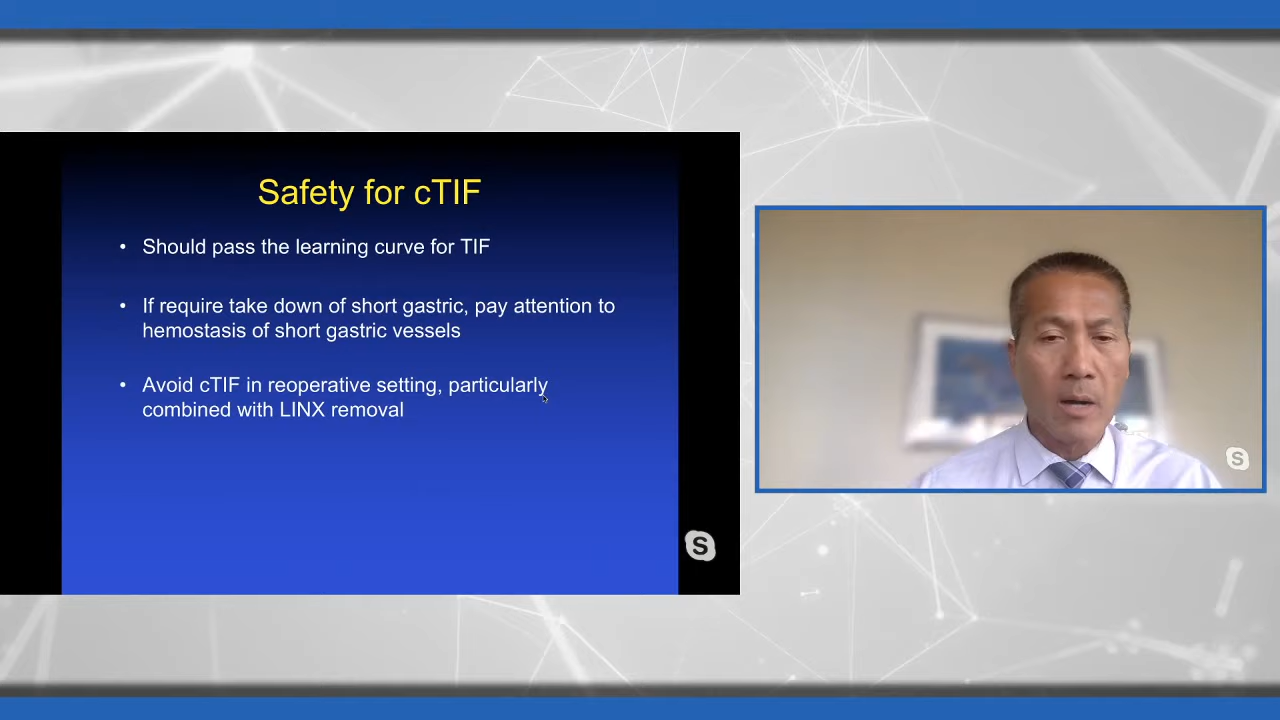 Safety for cTIF
• Should pass the learning curve for TIF
• If require take down of short gastric, pay attention to
hemostasis of short gastric vessels
• Avoid cTIF in reoperative setting, particularly
combined with LINX removal
S
S